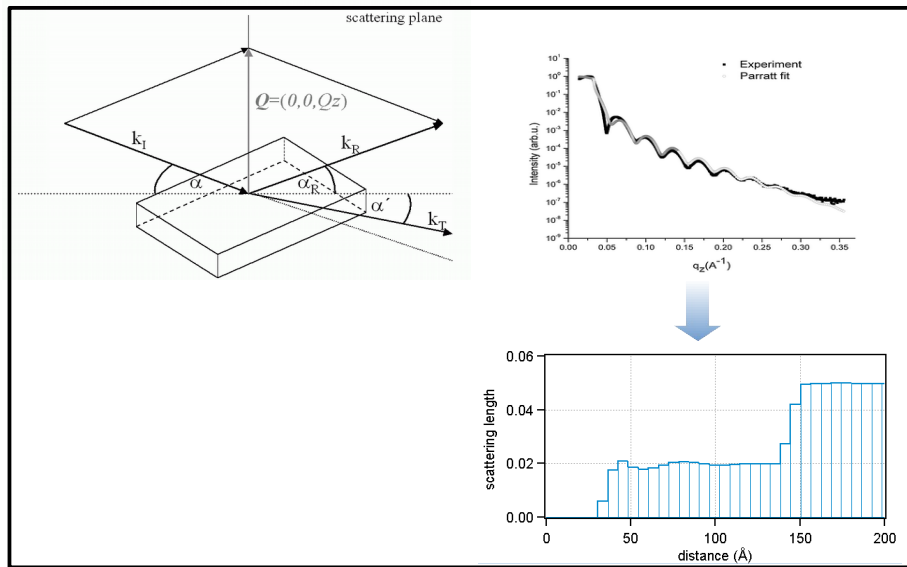 scattering plane
Q=(0,0,Qz)
k_I
k_R
α
α_R
α´
k_T
Experiment
Parratt fit
Intensity (arb.u.)
10^1
10^0
10^-1
10^-2
10^-3
10^-4
10^-5
10^-6
10^-7
10^-8
10^-9
0.00 0.05 0.10 0.15 0.20 0.25 0.30 0.35
q_z(A^-1)
scattering length
0.06
0.04
0.02
0.00
0 50 100 150 200
distance (Å)